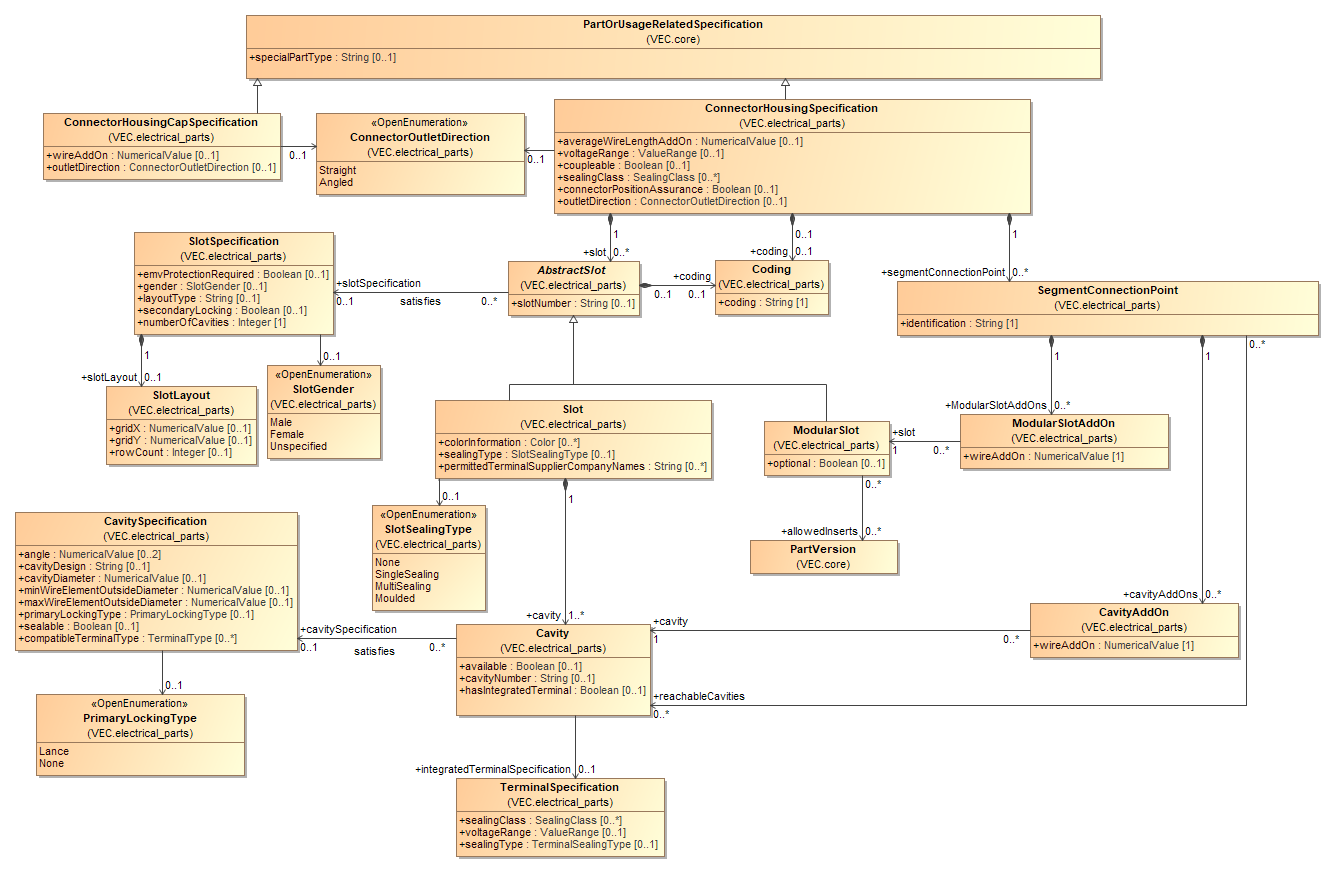 PartOrUsageRelatedSpecification
(VEC.core)
+specialPartType : String [0..1]
ConnectorHousingCapSpecification
(VEC.electrical_parts)
+wireAddOn : NumericalValue [0..1]
+outletDirection : ConnectorOutletDirection [0..1]
0..1
«OpenEnumeration»
ConnectorOutletDirection
(VEC.electrical_parts)
Straight
Angled
0..1
ConnectorHousingSpecification
(VEC.electrical_parts)
+averageWireLengthAddOn : NumericalValue [0..1]
+voltageRange : ValueRange [0..1]
+coupleable : Boolean [0..1]
+sealingClass : SealingClass [0..*]
+connectorPositionAssurance : Boolean [0..1]
+outletDirection : ConnectorOutletDirection [0..1]
1
+slot
0..*
0..1
+coding
0..1
1
+segmentConnectionPoint
0..*
SlotSpecification
(VEC.electrical_parts)
+emvProtectionRequired : Boolean [0..1]
+gender : SlotGender [0..1]
+layoutType : String [0..1]
+secondaryLocking : Boolean [0..1]
+numberOfCavities : Integer [1]
+slotSpecification
0..1
satisfies
0..*
AbstractSlot
(VEC.electrical_parts)
+slotNumber : String [0..1]
+coding
0..1
0..1
Coding
(VEC.electrical_parts)
+coding : String [1]
SegmentConnectionPoint
(VEC.electrical_parts)
+identification : String [1]
1
+slotLayout
0..1
0..1
SlotLayout
(VEC.electrical_parts)
+gridX : NumericalValue [0..1]
+gridY : NumericalValue [0..1]
+rowCount : Integer [0..1]
«OpenEnumeration»
SlotGender
(VEC.electrical_parts)
Male
Female
Unspecified
1
+ModularSlotAddOns
0..*
1
0..*
Slot
(VEC.electrical_parts)
+colorInformation : Color [0..*]
+sealingType : SlotSealingType [0..1]
+permittedTerminalSupplierCompanyNames : String [0..*]
ModularSlot
(VEC.electrical_parts)
+optional : Boolean [0..1]
+slot
1
0..*
ModularSlotAddOn
(VEC.electrical_parts)
+wireAddOn : NumericalValue [1]
0..1
1
0..*
+allowedInserts
0..*
«OpenEnumeration»
SlotSealingType
(VEC.electrical_parts)
None
SingleSealing
MultiSealing
Moulded
PartVersion
(VEC.core)
CavitySpecification
(VEC.electrical_parts)
+angle : NumericalValue [0..2]
+cavityDesign : String [0..1]
+cavityDiameter : NumericalValue [0..1]
+minWireElementOutsideDiameter : NumericalValue [0..1]
+maxWireElementOutsideDiameter : NumericalValue [0..1]
+primaryLockingType : PrimaryLockingType [0..1]
+sealable : Boolean [0..1]
+compatibleTerminalType : TerminalType [0..*]
+cavitySpecification
0..1
satisfies
0..*
+cavity
1..*
Cavity
(VEC.electrical_parts)
+available : Boolean [0..1]
+cavityNumber : String [0..1]
+hasIntegratedTerminal : Boolean [0..1]
+cavity
1
0..*
+cavityAddOns
0..*
CavityAddOn
(VEC.electrical_parts)
+wireAddOn : NumericalValue [1]
+reachableCavities
0..*
0..1
«OpenEnumeration»
PrimaryLockingType
(VEC.electrical_parts)
Lance
None
+integratedTerminalSpecification
0..1
TerminalSpecification
(VEC.electrical_parts)
+sealingClass : SealingClass [0..*]
+voltageRange : ValueRange [0..1]
+sealingType : TerminalSealingType [0..1]